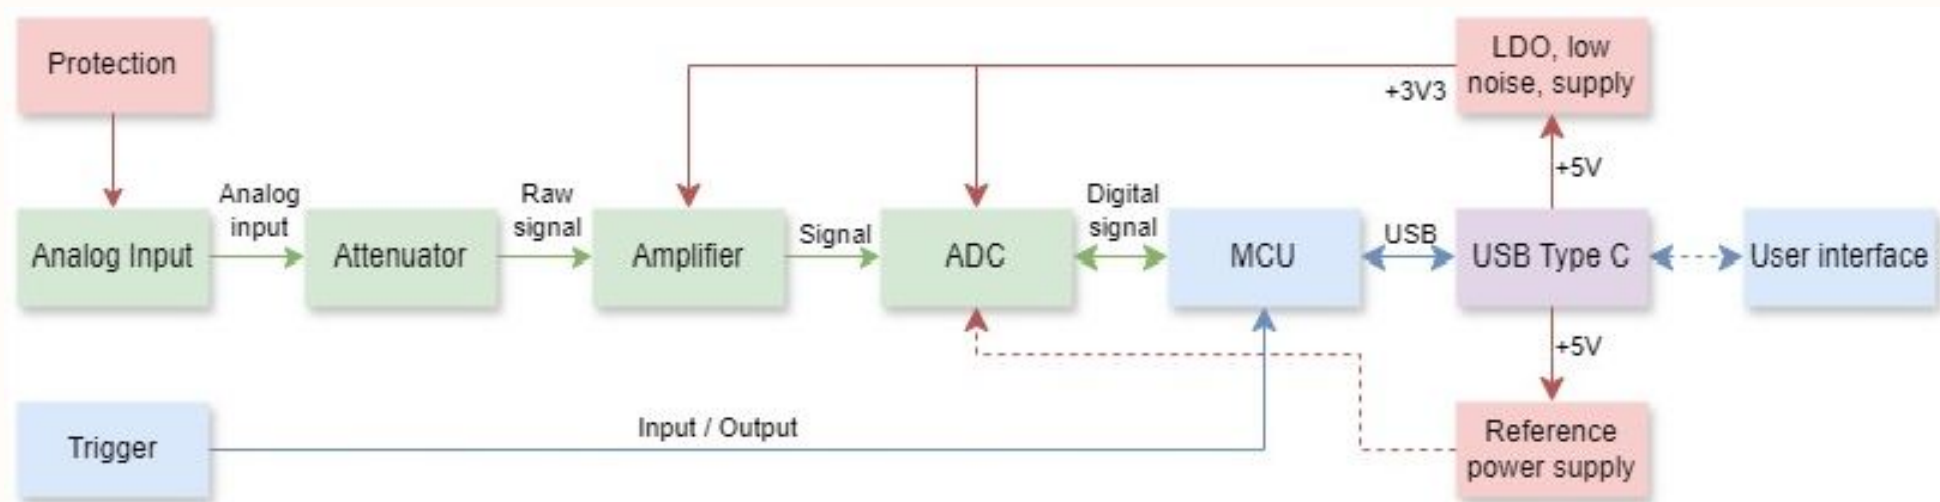 Protection
LDO, low
noise, supply
+3V3
+5V
Analog Input
Analog
input
Attenuator
Raw
signal
Amplifier
Signal
ADC
Digital
signal
MCU
USB
USB Type C
User interface
+5V
Trigger
Input / Output
Reference
power supply